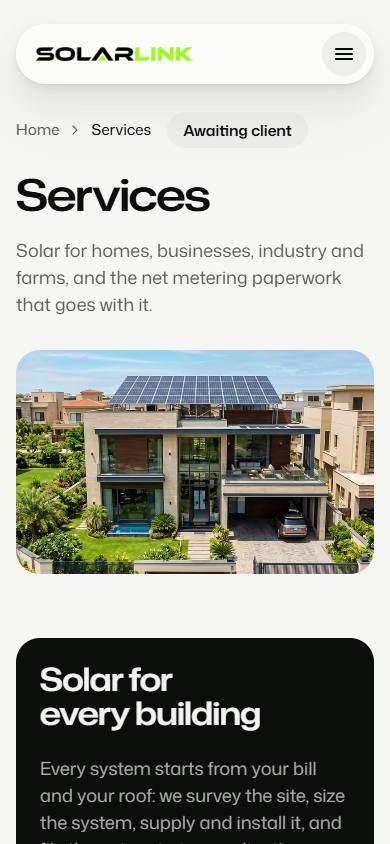 SOLARLINK
Home > Services Awaiting client
Services
Solar for homes, businesses, industry and
farms, and the net metering paperwork
that goes with it.
Solar for
every building
Every system starts from your bill
and your roof: we survey the site, size
the system, supply and install it, and